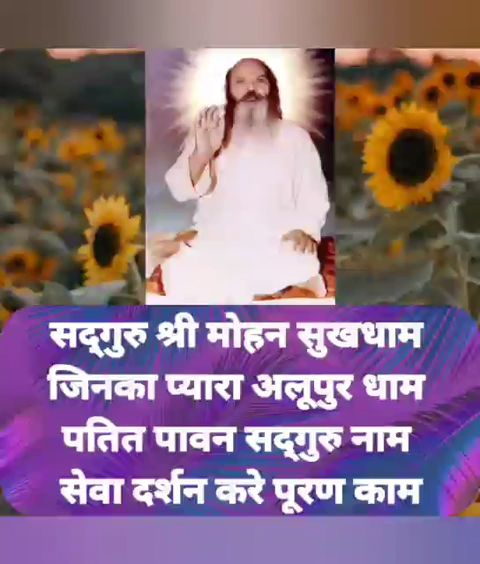 सद्गुरु श्री मोहन सुखधाम
जिनका प्यारा अलूपुर धाम
पतित पावन सद्गुरु नाम
सेवा दर्शन करे पूरण काम